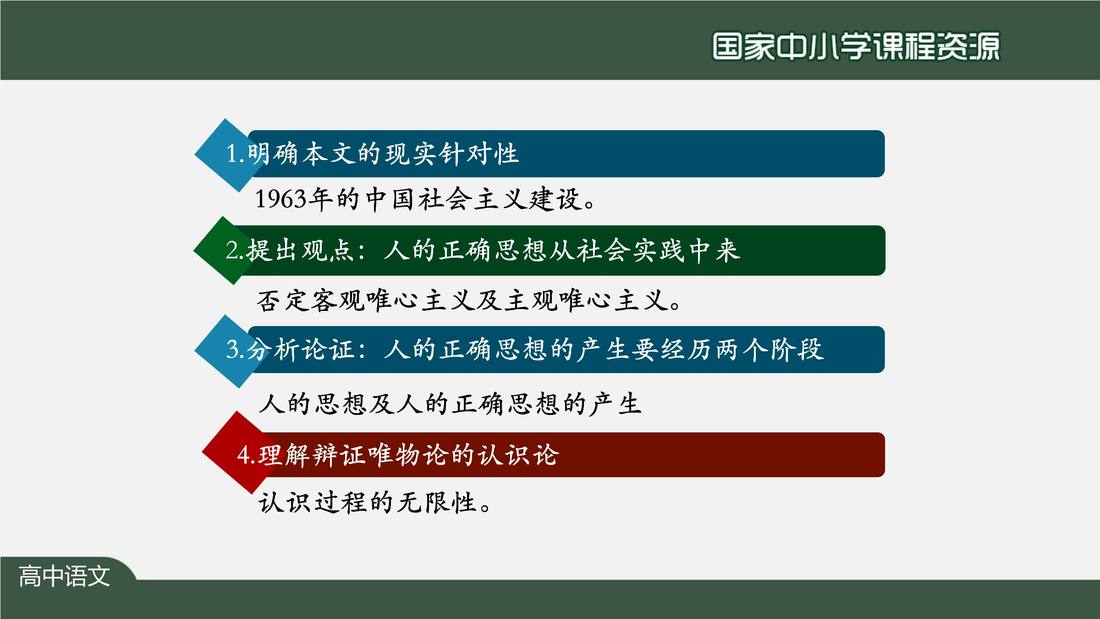 国家中小学课程资源
1.明确本文的现实针对性
1963年的中国社会主义建设。
2.提出观点：人的正确思想从社会实践中来
否定客观唯心主义及主观唯心主义。
3.分析论证：人的正确思想的产生要经历两个阶段
人的思想及人的正确思想的产生
4.理解辩证唯物论的认识论
认识过程的无限性。
高中语文